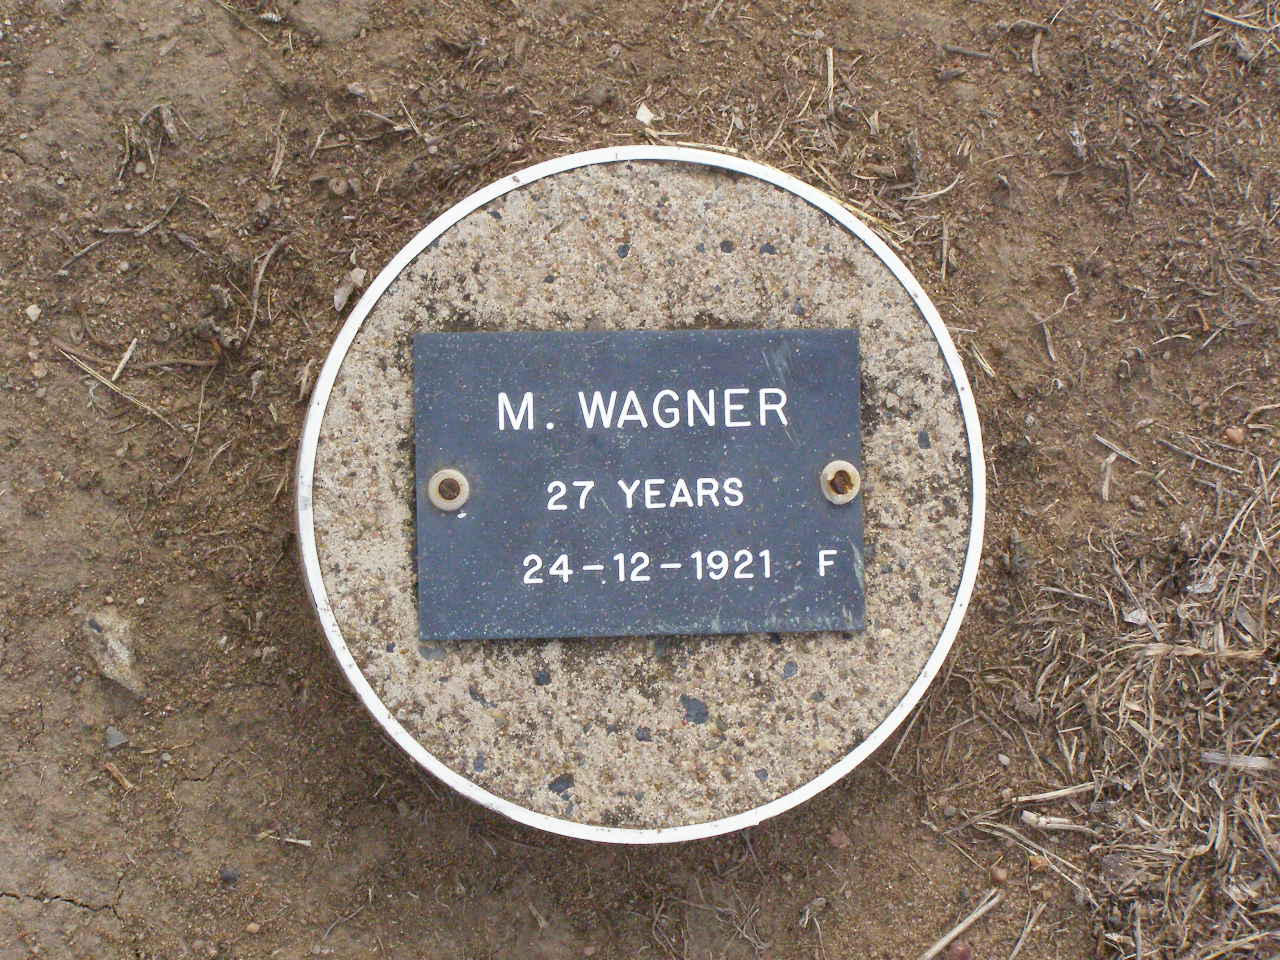 M. WAGNER
27 YEARS
24-12-1921 F